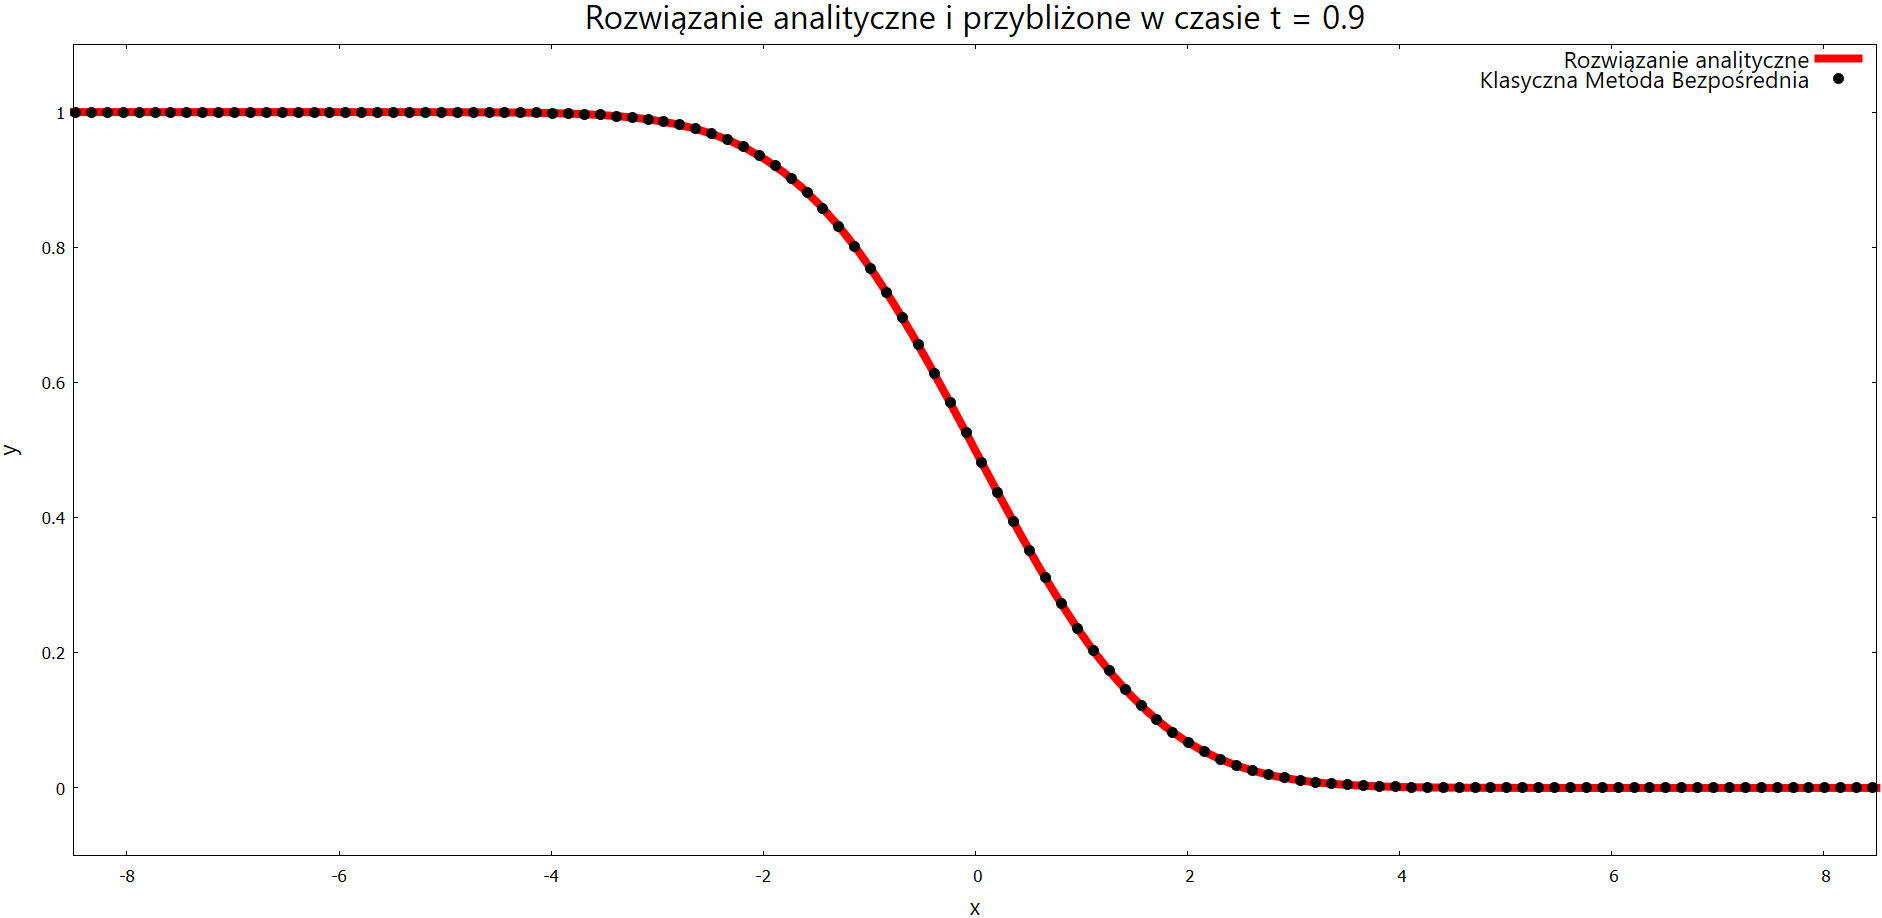 Rozwiązanie analityczne i przybliżone w czasie t = 0.9
Rozwiązanie analityczne
Klasyczna Metoda Bezpośrednia
1
0.8
0.6
0.4
0.2
0
y
-8 -6 -4 -2 0 2 4 6 8
x